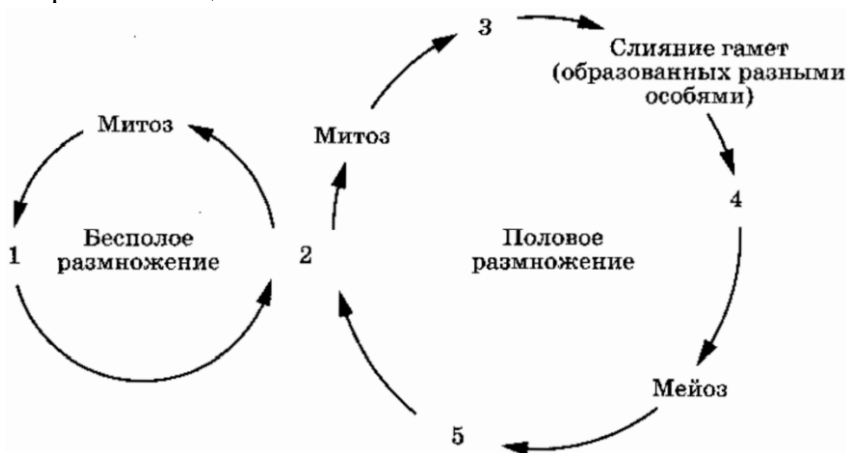 3
Слияние гамет
(образованных разными
особями)
Митоз
Митоз
4
1
Бесполое
размножение
2
Половое
размножение
Мейоз
5